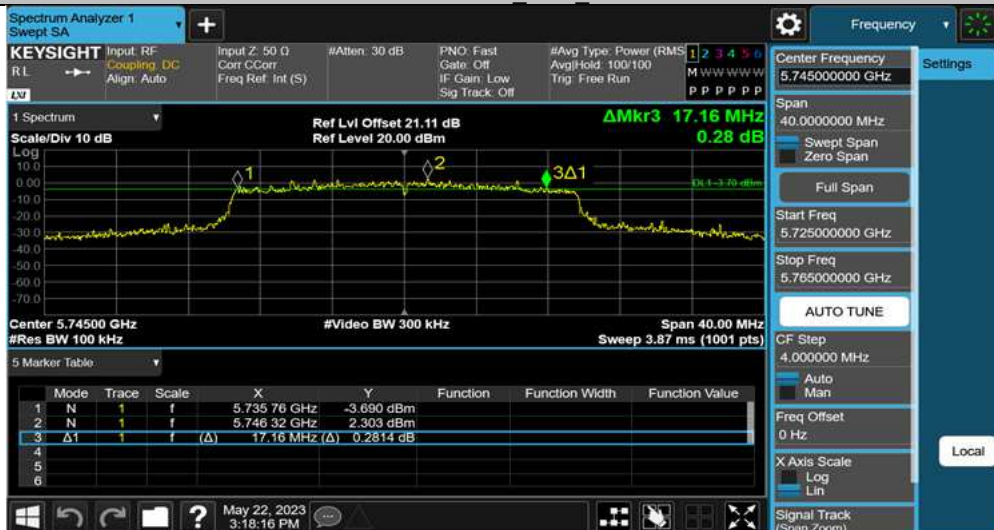 Spectrum Analyzer 1
Swept SA
+
Frequency
KEYSIGHT
RL
LXI
Input: RF
Coupling: DC
Align: Auto
Input Z: 50 Ω
Corr CCorr
Freq Ref: Int (S)
#Atten: 30 dB
PNO: Fast
Gate: Off
IF Gain: Low
Sig Track: Off
#Avg Type: Power (RMS
Avg|Hold: 100/100
Trig: Free Run
1 2 3 4 5 6
M W W W W W
P P P P P P
1 Spectrum
Scale/Div 10 dB
Ref Lvl Offset 21.11 dB
Ref Level 20.00 dBm
ΔMkr3 17.16 MHz
0.28 dB
Log
10.0
0.00
-10.0
-20.0
-30.0
-40.0
-50.0
-60.0
-70.0
1
2
3Δ1
DL1 -3.70 dBm
Center 5.74500 GHz
#Res BW 100 kHz
#Video BW 300 kHz
Span 40.00 MHz
Sweep 3.87 ms (1001 pts)
5 Marker Table
Mode Trace Scale X Y Function Function Width Function Value
1 N 1 f 5.735 76 GHz -3.690 dBm
2 N 1 f 5.746 32 GHz 2.303 dBm
3 Δ1 1 f (Δ) 17.16 MHz (Δ) 0.2814 dB
4
5
6
?
May 22, 2023
3:18:16 PM
Center Frequency
5.745000000 GHz
Span
40.0000000 MHz
Swept Span
Zero Span
Full Span
Start Freq
5.725000000 GHz
Stop Freq
5.765000000 GHz
AUTO TUNE
CF Step
4.000000 MHz
Auto
Man
Freq Offset
0 Hz
X Axis Scale
Log
Lin
Signal Track
(Span Zoom)
Settings
Local